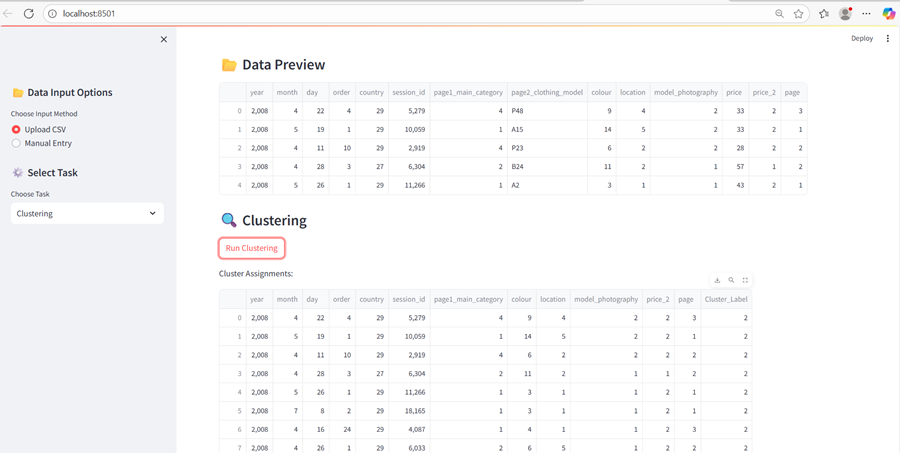 localhost:8501
Deploy
Data Input Options
Choose Input Method
Upload CSV
Manual Entry
Select Task
Choose Task
Clustering
Data Preview
year month day order country session_id page1_main_category page2_clothing_model colour location model_photography price price_2 page
0 2,008 4 22 4 29 5,279 4 P48 9 4 2 33 2 3
1 2,008 5 19 1 29 10,059 1 A15 14 5 2 33 2 1
2 2,008 4 11 10 29 2,919 4 P23 6 2 2 28 2 2
3 2,008 4 28 3 27 6,304 2 B24 11 2 1 57 1 2
4 2,008 5 26 1 29 11,266 1 A2 3 1 1 43 2 1
Clustering
Run Clustering
Cluster Assignments:
year month day order country session_id page1_main_category colour location model_photography price_2 page Cluster_Label
0 2,008 4 22 4 29 5,279 4 9 4 2 2 3 2
1 2,008 5 19 1 29 10,059 1 14 5 2 2 1 2
2 2,008 4 11 10 29 2,919 4 6 2 2 2 2 2
3 2,008 4 28 3 27 6,304 2 11 2 1 1 2 2
4 2,008 5 26 1 29 11,266 1 3 1 1 2 1 2
5 2,008 7 8 2 29 18,165 1 3 1 1 2 1 2
6 2,008 4 16 24 29 4,087 1 4 1 1 2 3 2
7 2,008 4 26 1 29 6,033 2 6 5 1 2 2 2